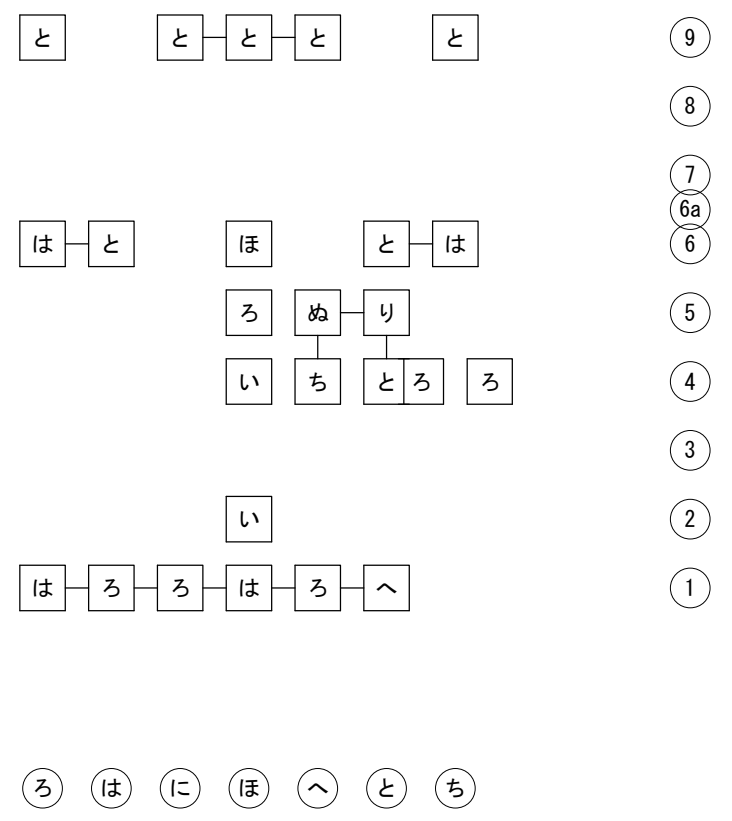 と と と と と 9
8
7
6a
は と ほ と は 6
ろ ぬ り 5
い ち と ろ ろ 4
3
い 2
は ろ ろ は ろ へ 1
ろ は に ほ へ と ち